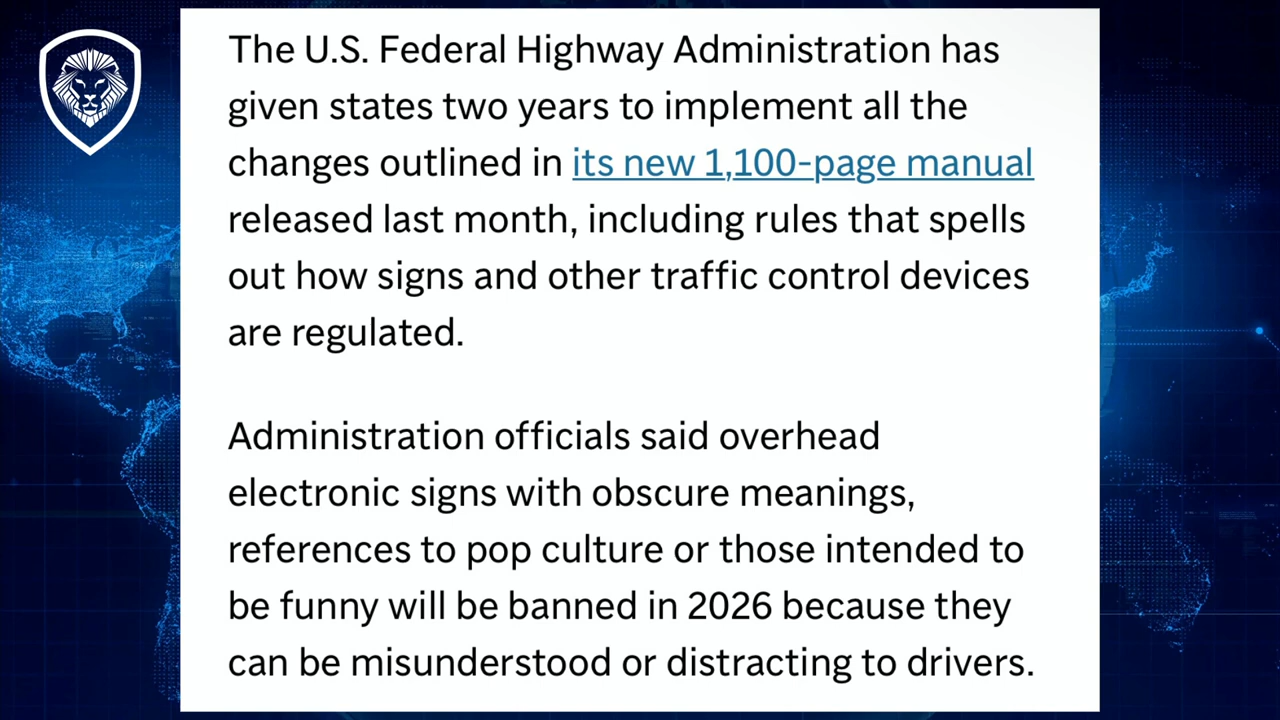 The U.S. Federal Highway Administration has
given states two years to implement all the
changes outlined in its new 1,100-page manual
released last month, including rules that spells
out how signs and other traffic control devices
are regulated.
Administration officials said overhead
electronic signs with obscure meanings,
references to pop culture or those intended to
be funny will be banned in 2026 because they
can be misunderstood or distracting to drivers.